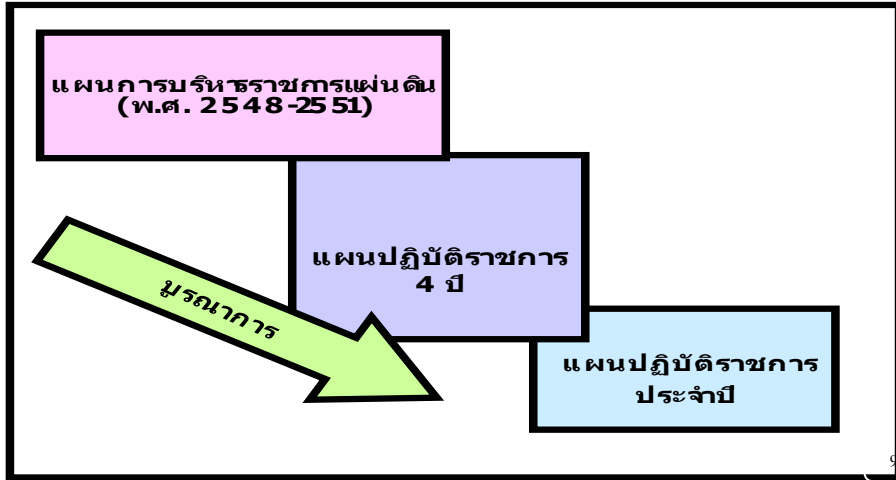 แผนการบริหารราชการแผ่นดิน
(พ.ศ. 2548-2551)
แผนปฏิบัติราชการ
4 ปี
บูรณาการ
แผนปฏิบัติราชการ
ประจำปี
9